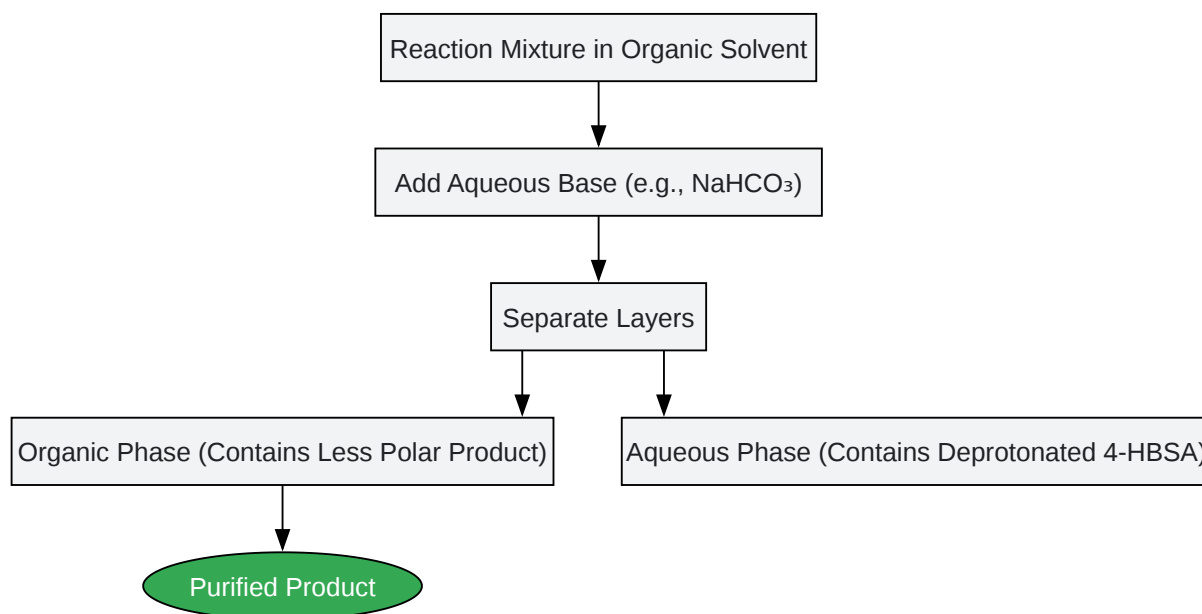 Reaction Mixture in Organic Solvent
Add Aqueous Base (e.g., NaHCO₃)
Separate Layers
Organic Phase (Contains Less Polar Product)
Aqueous Phase (Contains Deprotonated 4-HBSA)
Purified Product